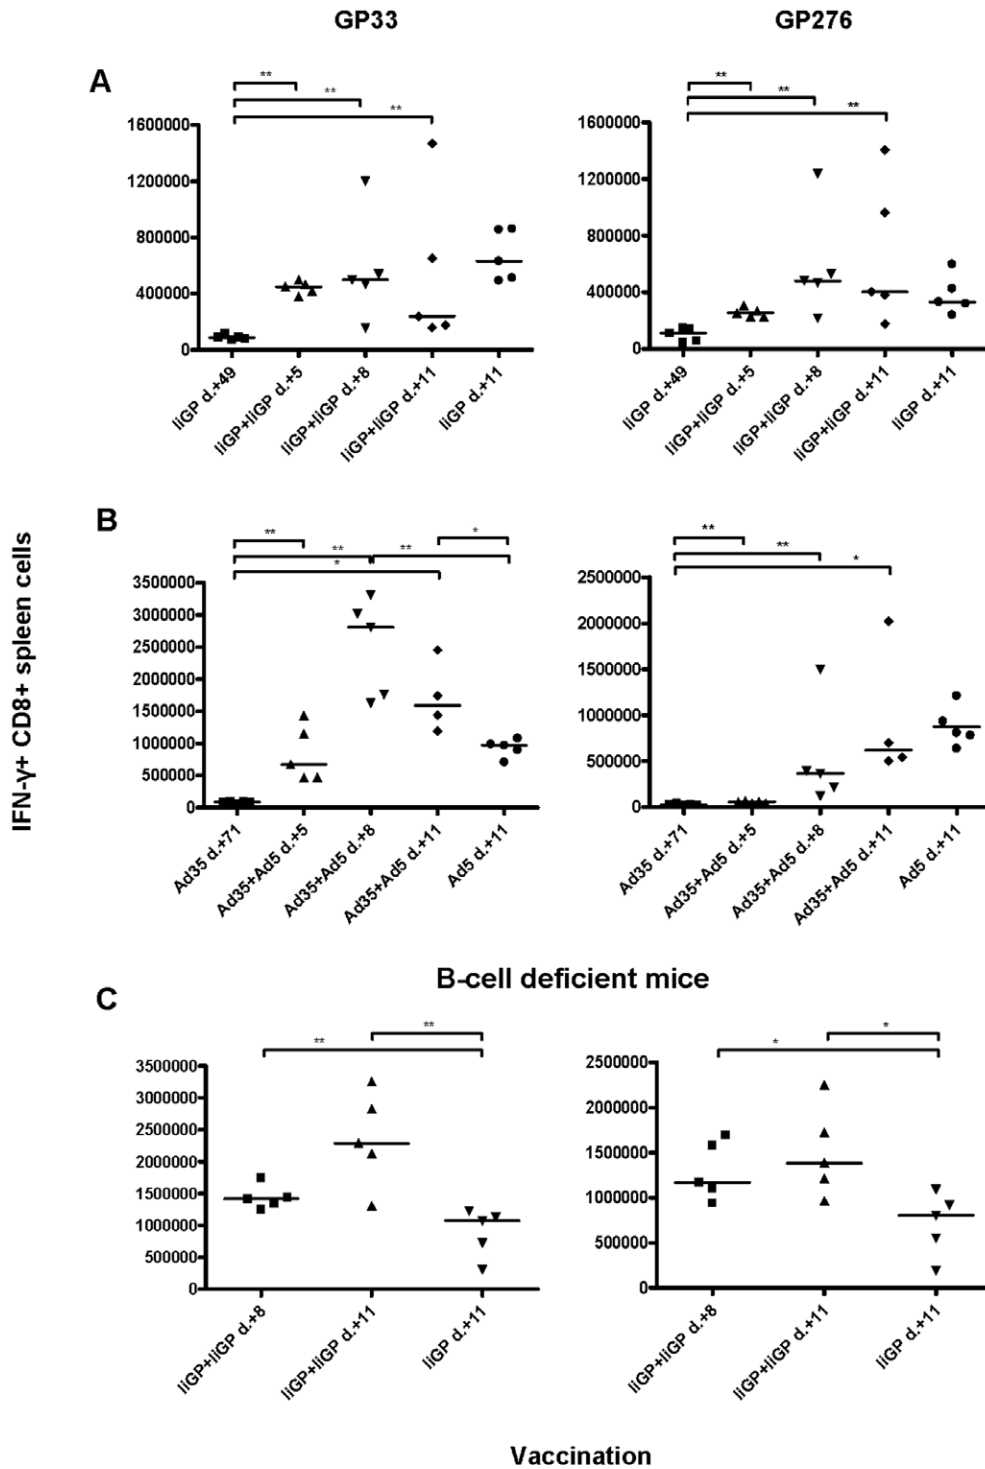 GP33 GP276
A
** **
** **
** **
1600000 1600000
1200000 1200000
800000 800000
400000 400000
0 0
IiGP d.+49 IiGP+IiGP d.+5 IiGP+IiGP d.+8 IiGP+IiGP d.+11 IiGP d.+11
IiGP d.+49 IiGP+IiGP d.+5 IiGP+IiGP d.+8 IiGP+IiGP d.+11 IiGP d.+11
IFN-γ+ CD8+ spleen cells
B
** * **
** ** **
* *
3500000
3000000
2500000
2000000
1500000
1000000
500000
0
2500000
2000000
1500000
1000000
500000
0
Ad35 d.+71 Ad35+Ad5 d.+5 Ad35+Ad5 d.+8 Ad35+Ad5 d.+11 Ad5 d.+11
Ad35 d.+71 Ad35+Ad5 d.+5 Ad35+Ad5 d.+8 Ad35+Ad5 d.+11 Ad5 d.+11
B-cell deficient mice
C
** *
** *
3500000
3000000
2500000
2000000
1500000
1000000
500000
0
2500000
2000000
1500000
1000000
500000
0
IiGP+IiGP d.+8 IiGP+IiGP d.+11 IiGP d.+11
IiGP+IiGP d.+8 IiGP+IiGP d.+11 IiGP d.+11
Vaccination